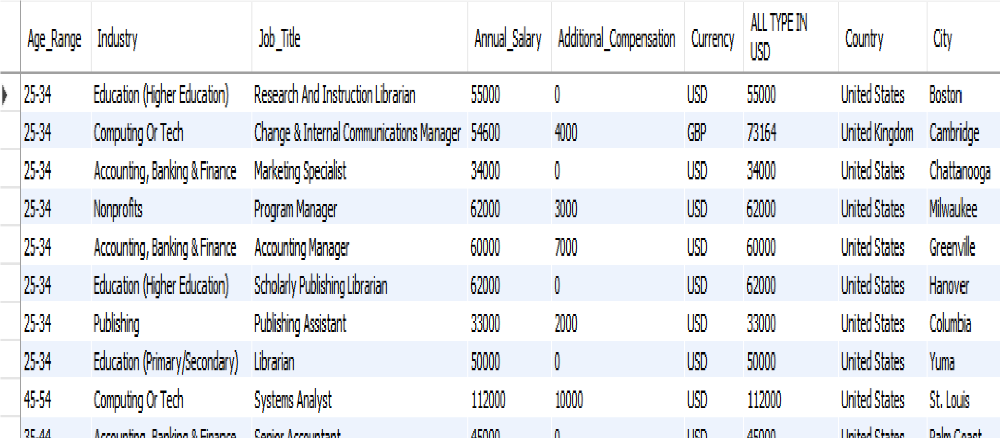 Age_Range Industry Job_Title Annual_Salary Additional_Compensation Currency ALL TYPE IN USD Country City
25-34 Education (Higher Education) Research And Instruction Librarian 55000 0 USD 55000 United States Boston
25-34 Computing Or Tech Change & Internal Communications Manager 54600 4000 GBP 73164 United Kingdom Cambridge
25-34 Accounting, Banking & Finance Marketing Specialist 34000 0 USD 34000 United States Chattanooga
25-34 Nonprofits Program Manager 62000 3000 USD 62000 United States Milwaukee
25-34 Accounting, Banking & Finance Accounting Manager 60000 7000 USD 60000 United States Greenville
25-34 Education (Higher Education) Scholarly Publishing Librarian 62000 0 USD 62000 United States Hanover
25-34 Publishing Publishing Assistant 33000 2000 USD 33000 United States Columbia
25-34 Education (Primary/Secondary) Librarian 50000 0 USD 50000 United States Yuma
45-54 Computing Or Tech Systems Analyst 112000 10000 USD 112000 United States St. Louis
35-44 Accounting, Banking & Finance Senior Accountant 45000 0 USD 45000 United States Palm Coast